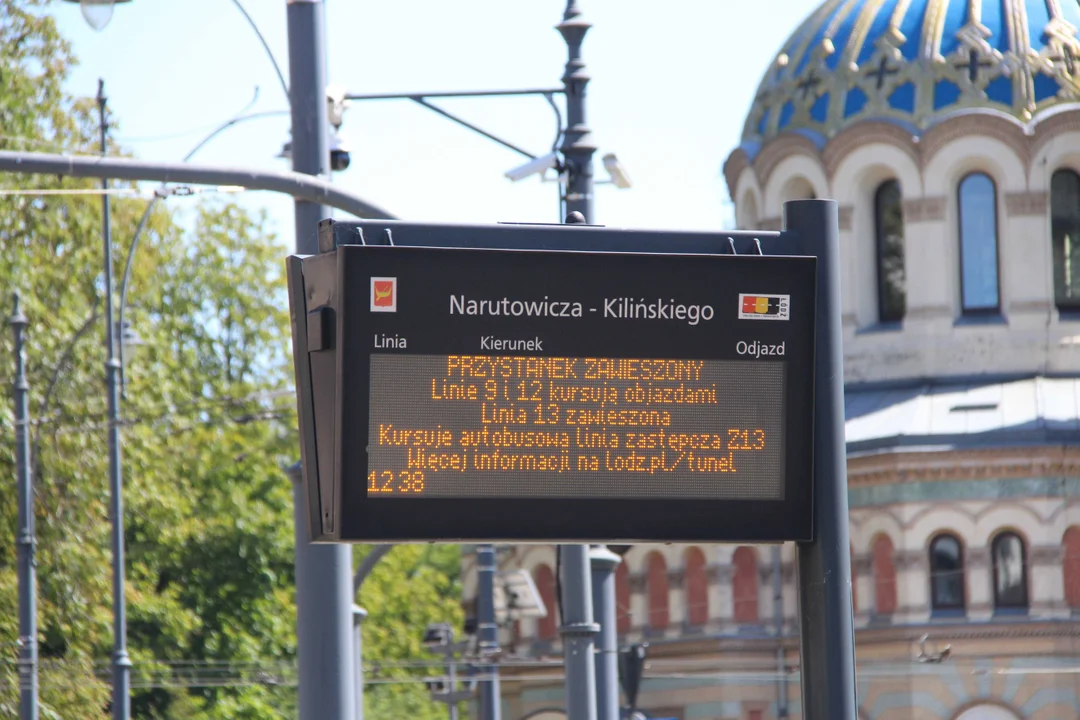 Narutowicza - Kilińskiego
Linia Kierunek Odjazd
PRZYSTANEK ZAWIESZONY
Linie 9 i 12 kursują objazdami
Linia 13 zawieszona
Kursuje autobusowa linia zastępcza Z13
Więcej informacji na lodz.pl/tunel
12 38